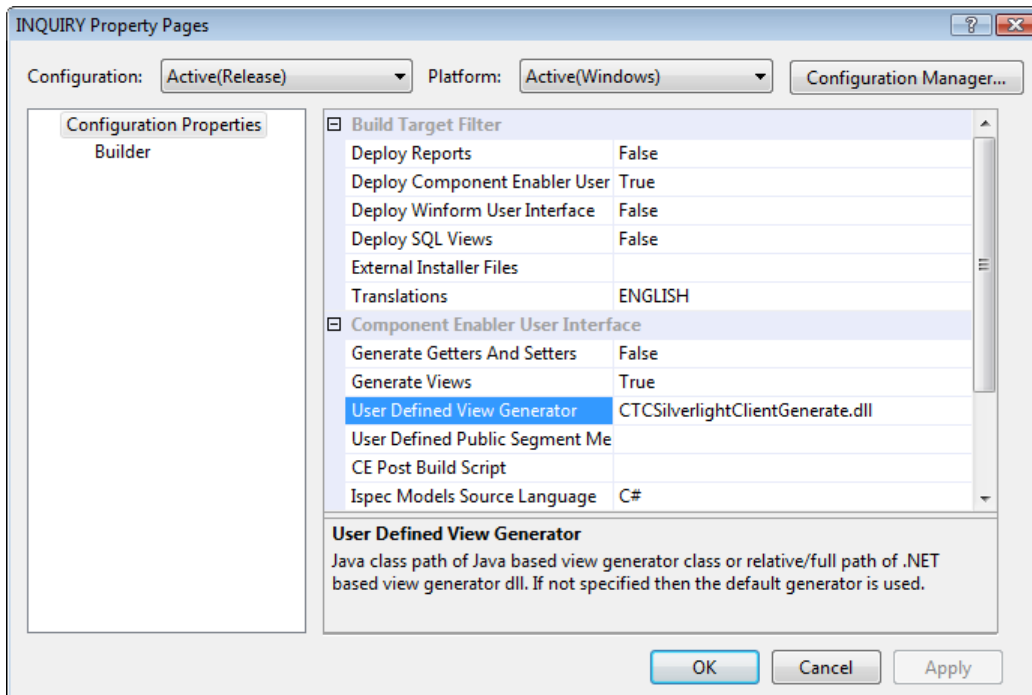 INQUIRY Property Pages
Configuration: Active(Release) Platform: Active(Windows) Configuration Manager...
Configuration Properties
Builder
Build Target Filter
Deploy Reports False
Deploy Component Enabler User True
Deploy Winform User Interface False
Deploy SQL Views False
External Installer Files
Translations ENGLISH
Component Enabler User Interface
Generate Getters And Setters False
Generate Views True
User Defined View Generator CTCSilverlightClientGenerate.dll
User Defined Public Segment Me
CE Post Build Script
Ispec Models Source Language C#
User Defined View Generator
Java class path of Java based view generator class or relative/full path of .NET
based view generator dll. If not specified then the default generator is used.
OK Cancel Apply